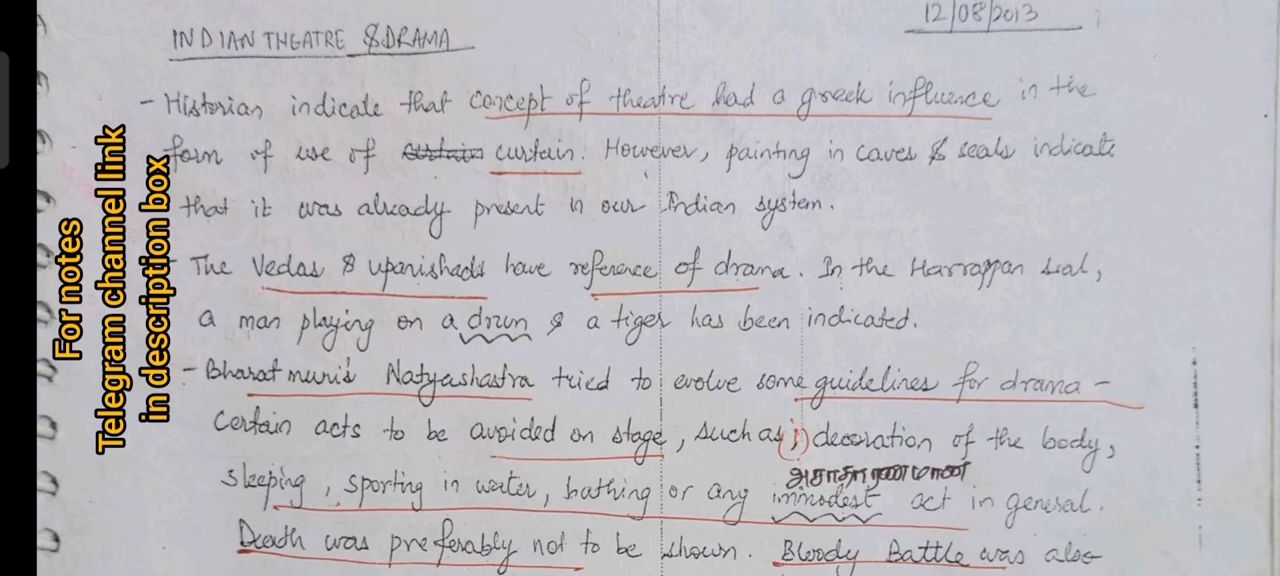 12/08/2013
INDIAN THEATRE & DRAMA
- Historian indicate that concept of theatre had a greek influence in the
form of use of curtain curtain. However, painting in caves & seals indicate
that it was already present in our Indian system.
- The Vedas & upanishads have reference of drama. In the Harrappan seal,
a man playing on a drum & a tiger has been indicated.
- Bharat muni's Natyashastra tried to evolve some guidelines for drama -
Certain acts to be avoided on stage, such as i) decoration of the body,
அசாதாரணமான
sleeping, sporting in water, bathing or any immodest act in general.
Death was preferably not to be shown. Bloody Battle was also
For notes
Telegram channel link
in description box